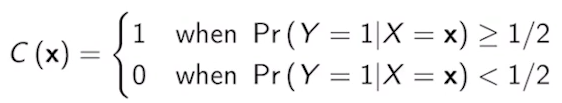 C(x) = { 1 when Pr(Y = 1|X = x) ≥ 1/2
0 when Pr(Y = 1|X = x) < 1/2